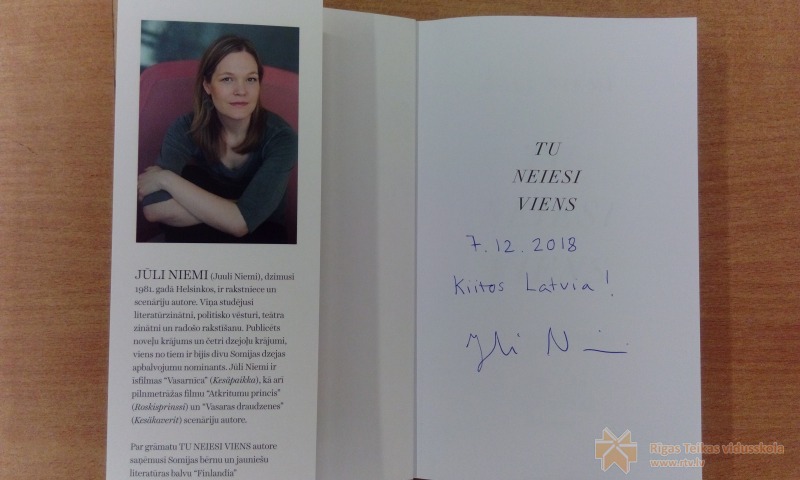 JŪLI NIEMI (Juuli Niemi), dzimusi
1981. gadā Helsinkos, ir rakstniece un
scenāriju autore. Viņa studējusi
literatūrzinātni, politisko vēsturi, teātra
zinātni un radošo rakstīšanu. Publicēts
noveļu krājums un četri dzejoļu krājumi,
viens no tiem ir bijis divu Somijas dzejas
apbalvojumu nominants. Jūli Niemi ir
īsfilmas “Vasarnīca” (Kesäpaikka), kā arī
pilnmetrāžas filmu “Atkritumu princis”
(Roskisprinssi) un “Vasaras draudzenes”
(Kesäkaverit) scenāriju autore.
Par grāmatu TU NEIESI VIENS autore
saņēmusi Somijas bērnu un jauniešu
literatūras balvu “Finlandia”
TU
NEIESI
VIENS
7.12.2018
Kiitos Latvia!
Rīgas Teikas vidusskola
www.rtv.lv